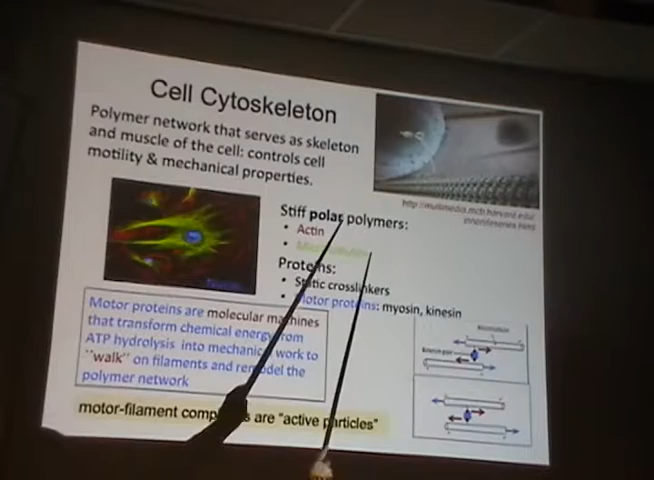 Cell Cytoskeleton
Polymer network that serves as skeleton
and muscle of the cell: controls cell
motility & mechanical properties.
Stiff polar polymers:
• Actin
•
Proteins:
• Static crosslinkers
• Motor proteins: myosin, kinesin
Motor proteins are molecular machines
that transform chemical energy from
ATP hydrolysis into mechanical work to
"walk" on filaments and remodel the
polymer network
motor-filament are "active particles"